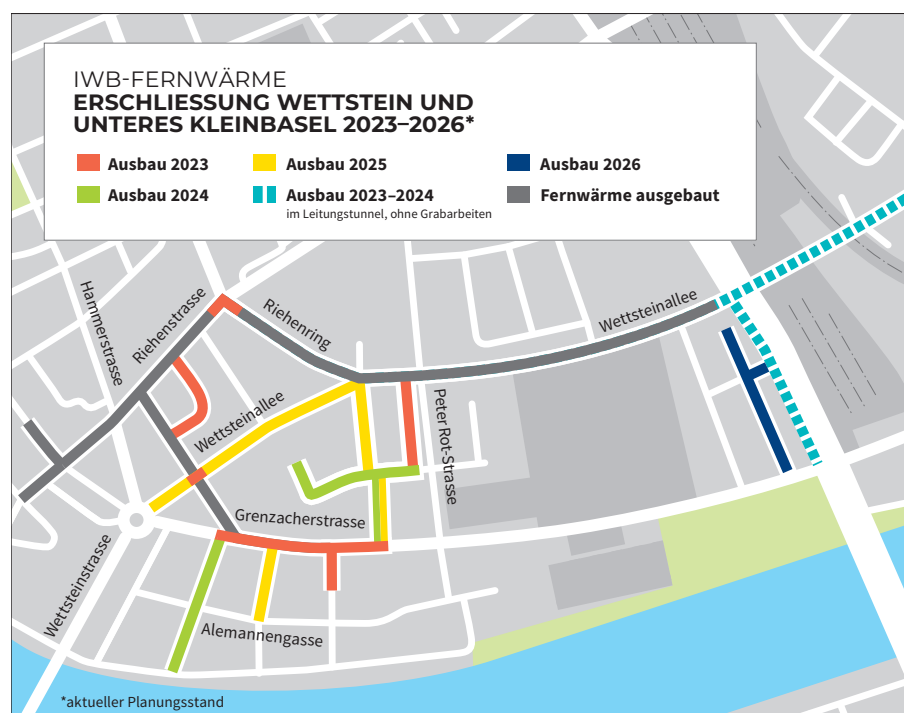 IWB-FERNWÄRME
ERSCHLIESSUNG WETTSTEIN UND
UNTERES KLEINBASEL 2023–2026*
Ausbau 2023
Ausbau 2024
Ausbau 2025
Ausbau 2023–2024
im Leitungstunnel, ohne Grabarbeiten
Ausbau 2026
Fernwärme ausgebaut
Hammerstrasse
Riehenstrasse
Riehenring
Wettsteinallee
Wettsteinallee
Peter Rot-Strasse
Grenzacherstrasse
Wettsteinstrasse
Alemannengasse
*aktueller Planungsstand